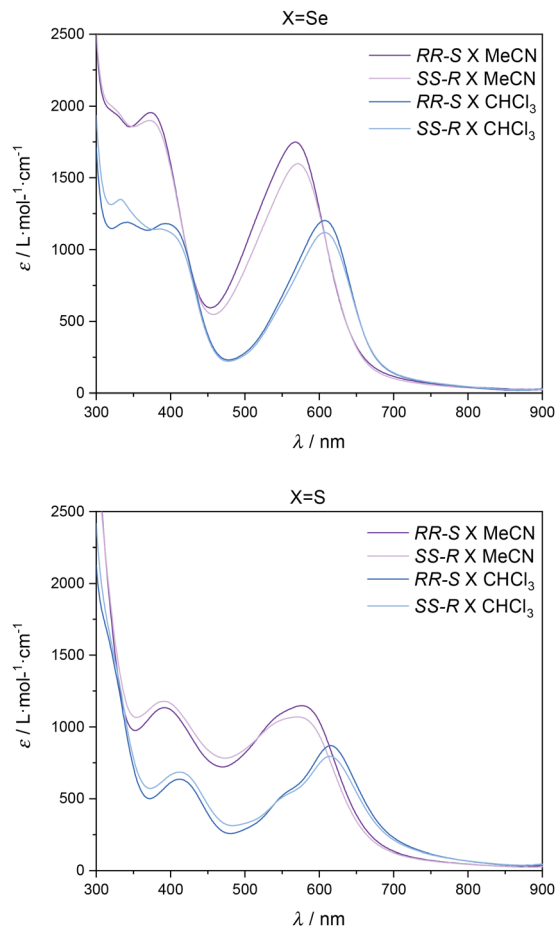 X=Se
2500
2000
1500
1000
500
0
ε / L·mol-¹·cm-¹
RR-S X MeCN
SS-R X MeCN
RR-S X CHCl₃
SS-R X CHCl₃
300 400 500 600 700 800 900
λ / nm
X=S
2500
2000
1500
1000
500
0
ε / L·mol-¹·cm-¹
RR-S X MeCN
SS-R X MeCN
RR-S X CHCl₃
SS-R X CHCl₃
300 400 500 600 700 800 900
λ / nm